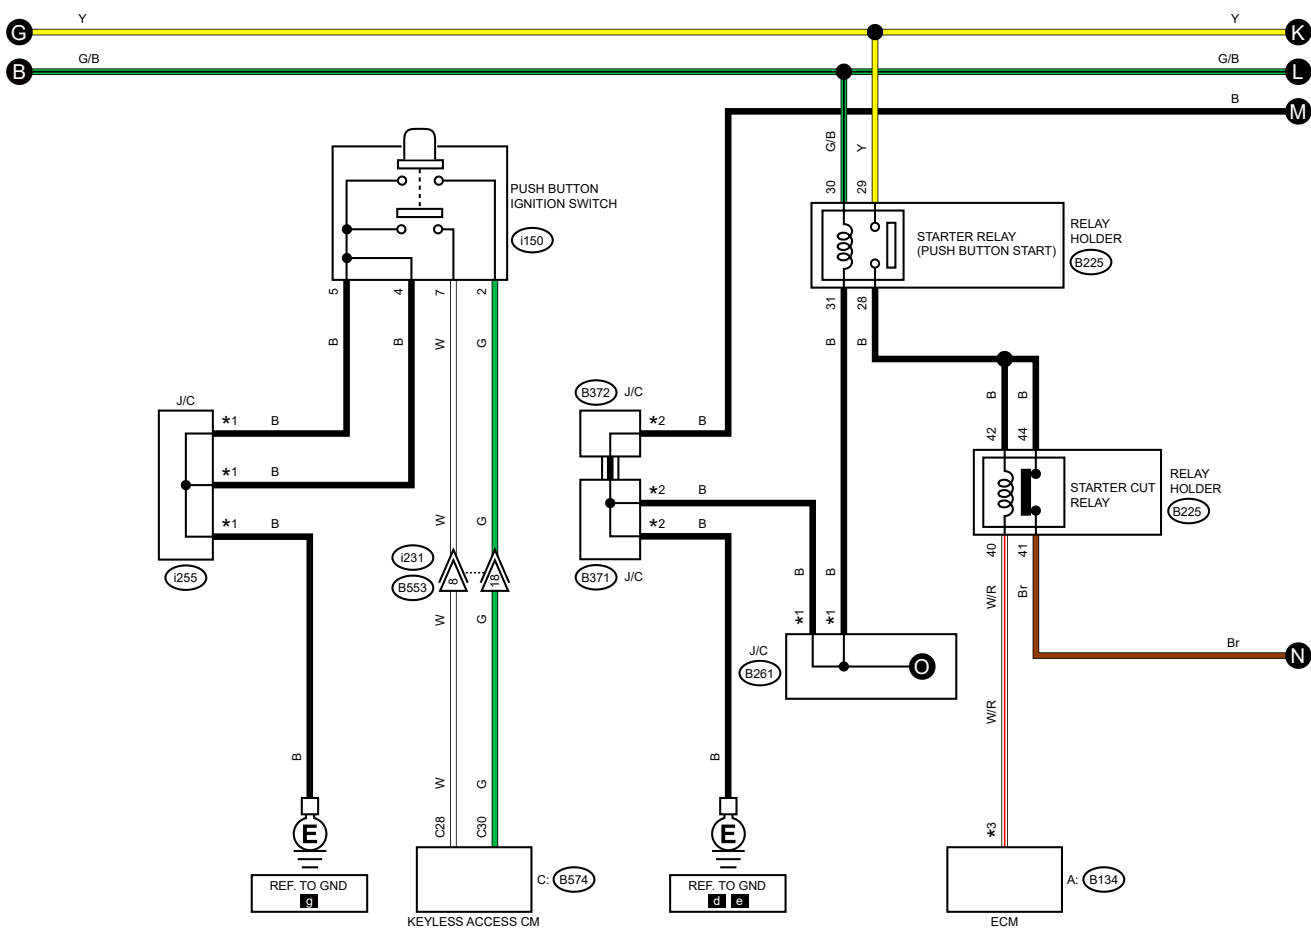 Y
Y
G
K
G/B
G/B
B
L
B
M
G/B
Y
30
29
PUSH BUTTON
IGNITION SWITCH
i150
STARTER RELAY
(PUSH BUTTON START)
RELAY
HOLDER
B225
5
4
7
2
31
28
B
B
W
G
B
B
J/C
B372
J/C
B
B
*1
B
*2
B
42
44
*1
B
*2
B
STARTER CUT
RELAY
RELAY
HOLDER
B225
*1
B
W
G
*2
B
i255
i231
B553
8
18
B371
J/C
40
41
B
B
W/R
Br
W
G
*1
*1
J/C
B261
O
Br
N
W/R
B
W
G
B
C28
C30
*3
E
E
REF. TO GND
g
C:
B574
REF. TO GND
d
e
A:
B134
KEYLESS ACCESS CM
ECM